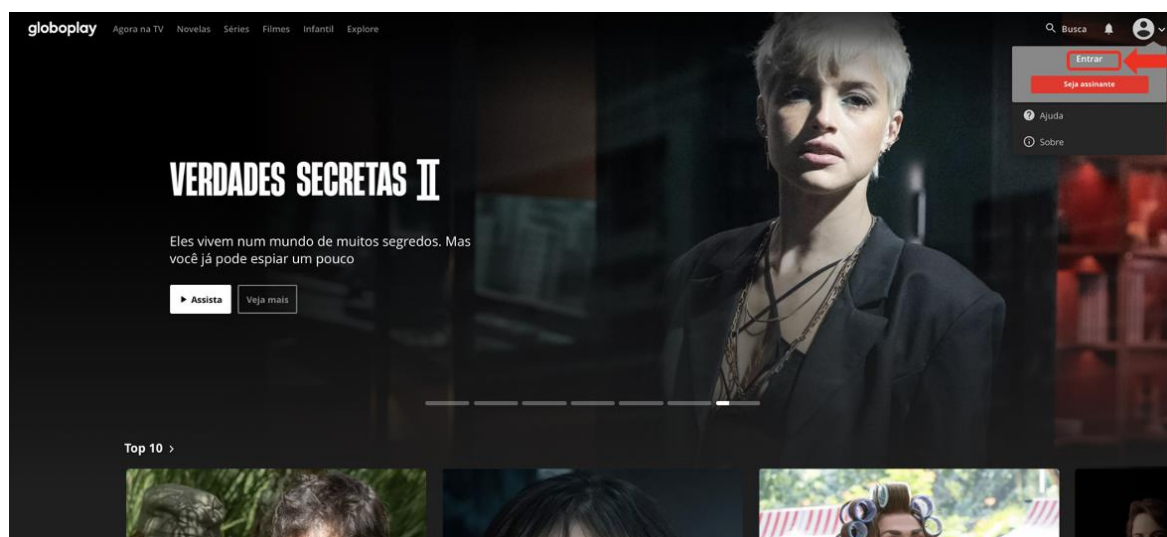 globoplay Agora na TV Novelas Séries Filmes Infantil Explore Busca
Entrar
Seja assinante
Ajuda
Sobre
VERDADES SECRETAS II
Eles vivem num mundo de muitos segredos. Mas
você já pode espiar um pouco
Assista Veja mais
Top 10 >